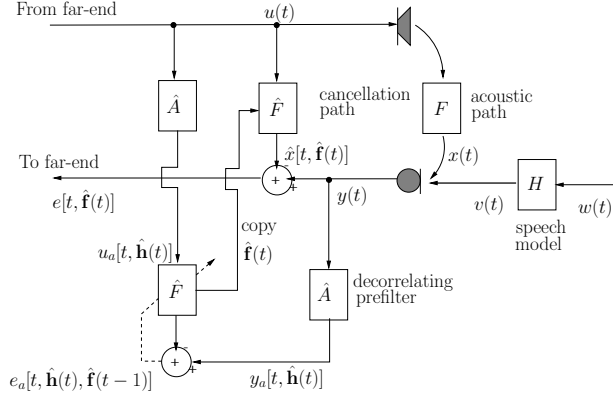 From far-end
u(t)
Â
F̂
cancellation
path
F
acoustic
path
To far-end
x̂[t, f̂(t)]
x(t)
-
+
+
e[t, f̂(t)]
y(t)
v(t)
H
w(t)
speech
model
copy
f̂(t)
u_a[t, ĥ(t)]
F̂
Â
decorrelating
prefilter
-
+
+
e_a[t, ĥ(t), f̂(t − 1)]
y_a[t, ĥ(t)]